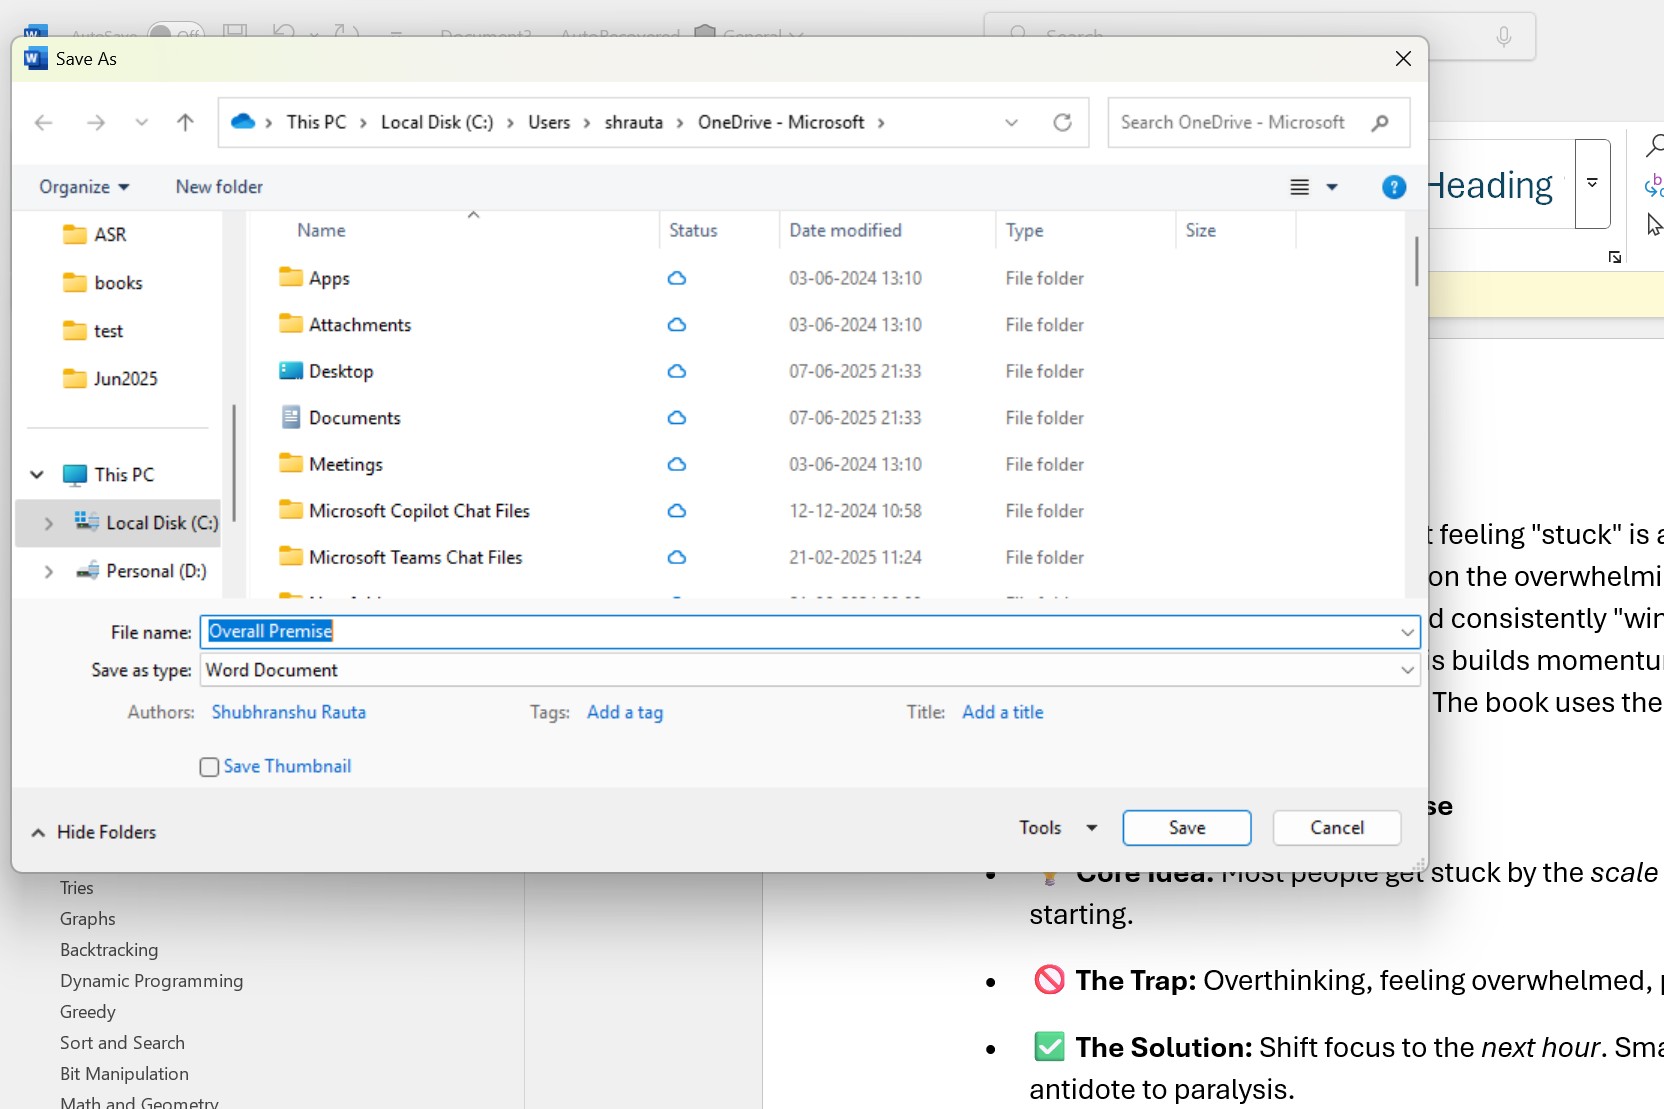 AutoSave Off Document3 AutoRecovered General Search
Save As
This PC > Local Disk (C:) > Users > shrauta > OneDrive - Microsoft >
Search OneDrive - Microsoft
Organize New folder
Heading
ASR
books
test
Jun2025
This PC
Local Disk (C:)
Personal (D:)
Name Status Date modified Type Size
Apps 03-06-2024 13:10 File folder
Attachments 03-06-2024 13:10 File folder
Desktop 07-06-2025 21:33 File folder
Documents 07-06-2025 21:33 File folder
Meetings 03-06-2024 13:10 File folder
Microsoft Copilot Chat Files 12-12-2024 10:58 File folder
Microsoft Teams Chat Files 21-02-2025 11:24 File folder
File name: Overall Premise
Save as type: Word Document
Authors: Shubhranshu Rauta Tags: Add a tag Title: Add a title
Save Thumbnail
Hide Folders Tools Save Cancel
t feeling "stuck" is a
on the overwhelmi
d consistently "win
is builds momentu
The book uses the
se
Tries
Graphs
Backtracking
Dynamic Programming
Greedy
Sort and Search
Bit Manipulation
Math and Geometry
• 💡 Core Idea: Most people get stuck by the scale
starting.
• 🚫 The Trap: Overthinking, feeling overwhelmed, p
• ✅ The Solution: Shift focus to the next hour. Sma
antidote to paralysis.